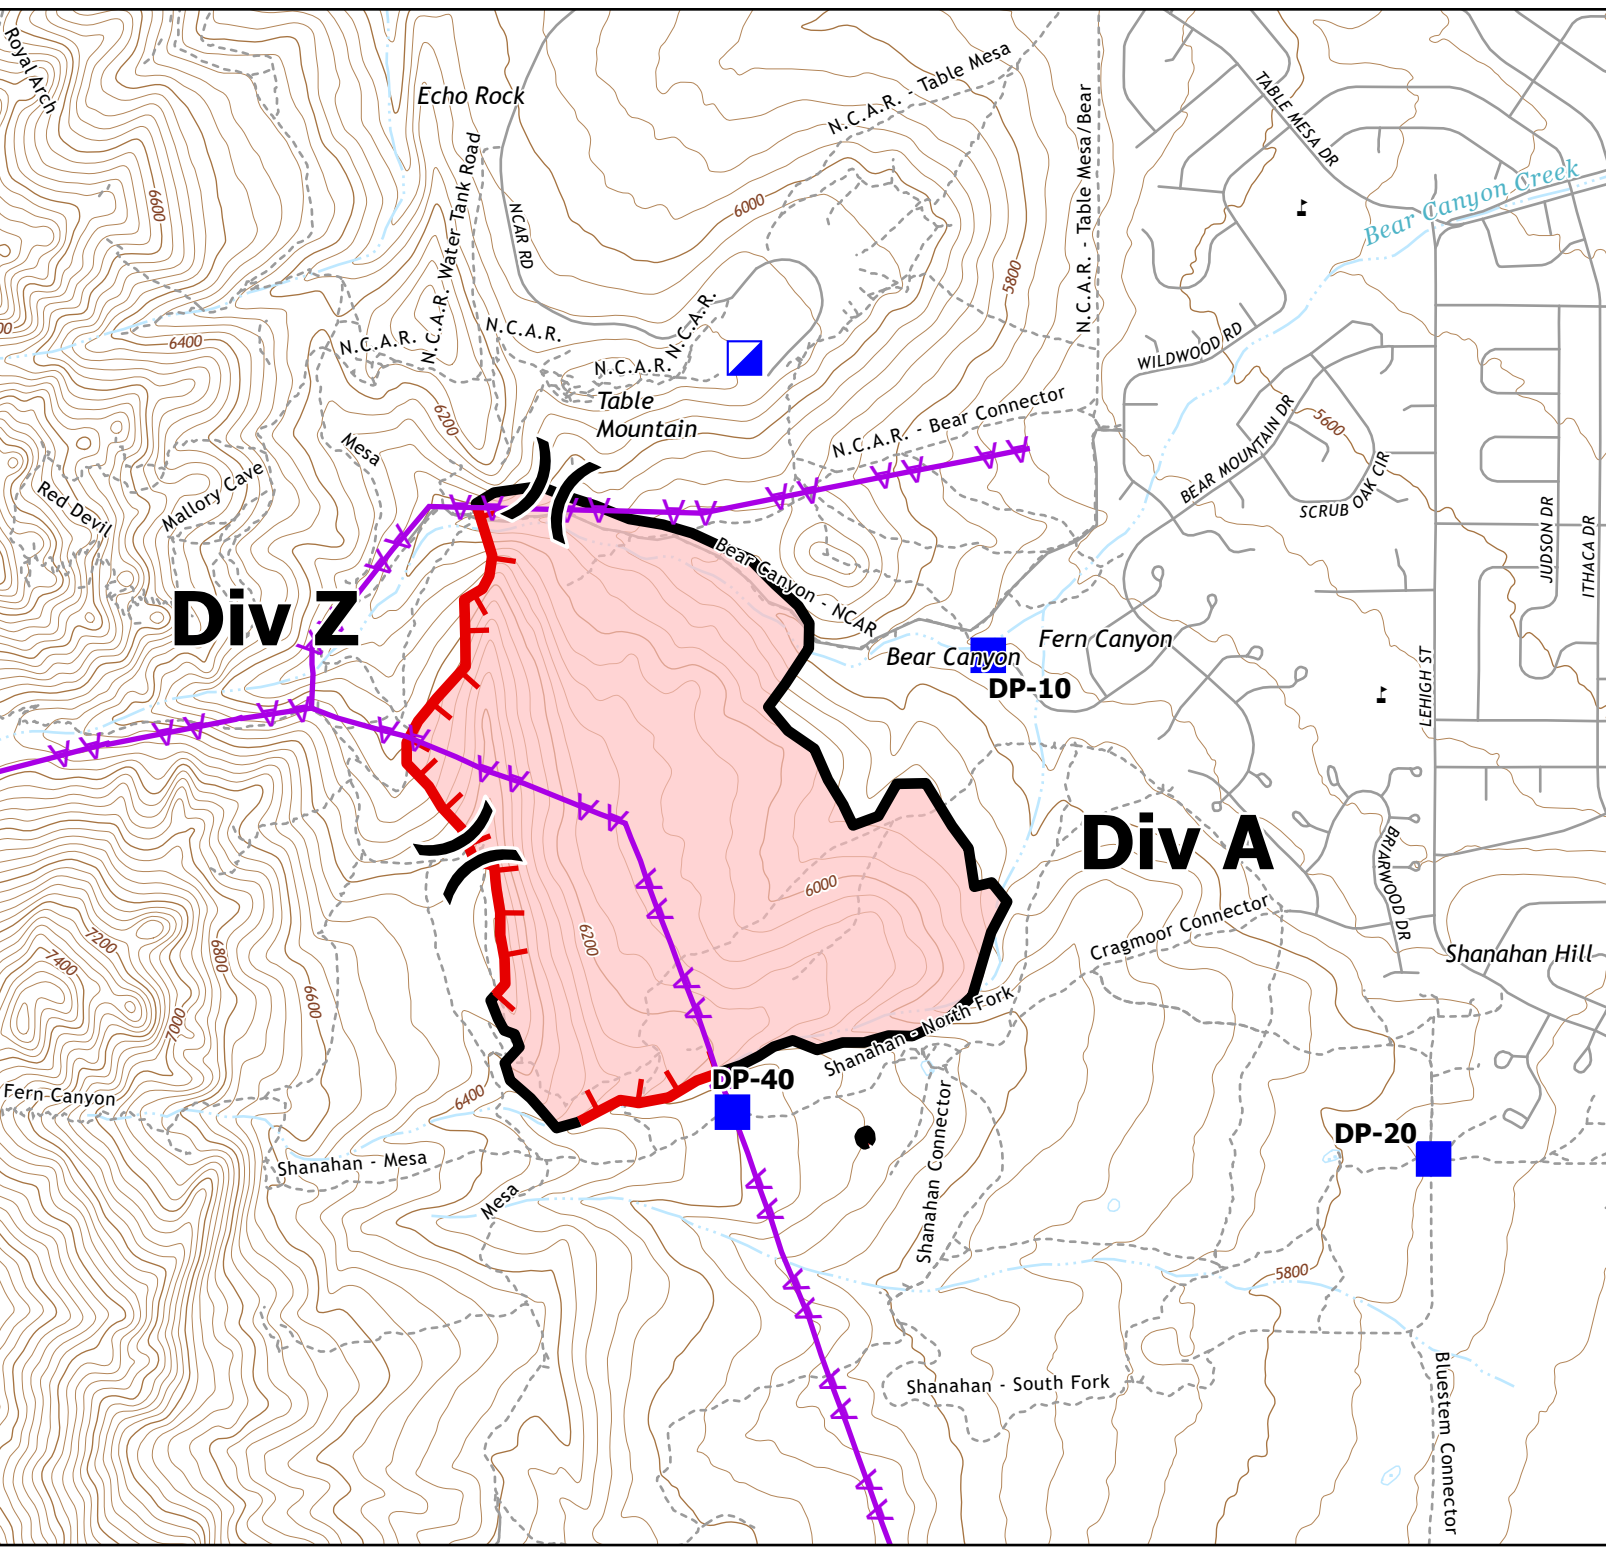 Royal Arch
Echo Rock
N.C.A.R. - Table Mesa
TABLE MESA DR
6600
N.C.A.R. Water Tank Road
NCAR RD
6000
N.C.A.R. - Table Mesa/Bear
Bear Canyon Creek
5800
00
6400
N.C.A.R.
N.C.A.R.
N.C.A.R.
N.C.A.R.
WILDWOOD RD
Table
Mountain
6200
Mesa
N.C.A.R. - Bear Connector
BEAR MOUNTAIN DR
5600
SCRUB OAK CIR
Red Devil
Mallory Cave
JUDSON DR
ITHACA DR
Bear Canyon - NCAR
Div Z
Bear Canyon
Fern Canyon
DP-10
LEHIGH ST
Div A
BRIARWOOD DR
6000
6200
7200
7400
6800
6600
7000
Cragmoor Connector
Shanahan Hill
Shanahan - North Fork
Fern Canyon
6400
DP-40
Shanahan Connector
DP-20
Shanahan - Mesa
Mesa
5800
Shanahan - South Fork
Bluestem Connector